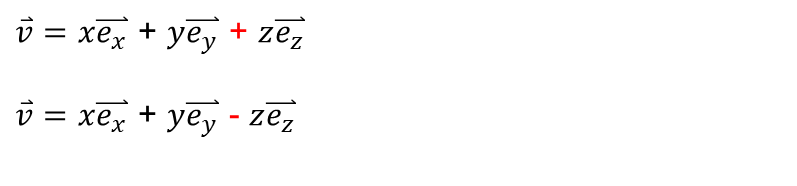 v⃗ = xe⃗ₓ + ye⃗ᵧ + ze⃗_z
v⃗ = xe⃗ₓ + ye⃗ᵧ - ze⃗_z